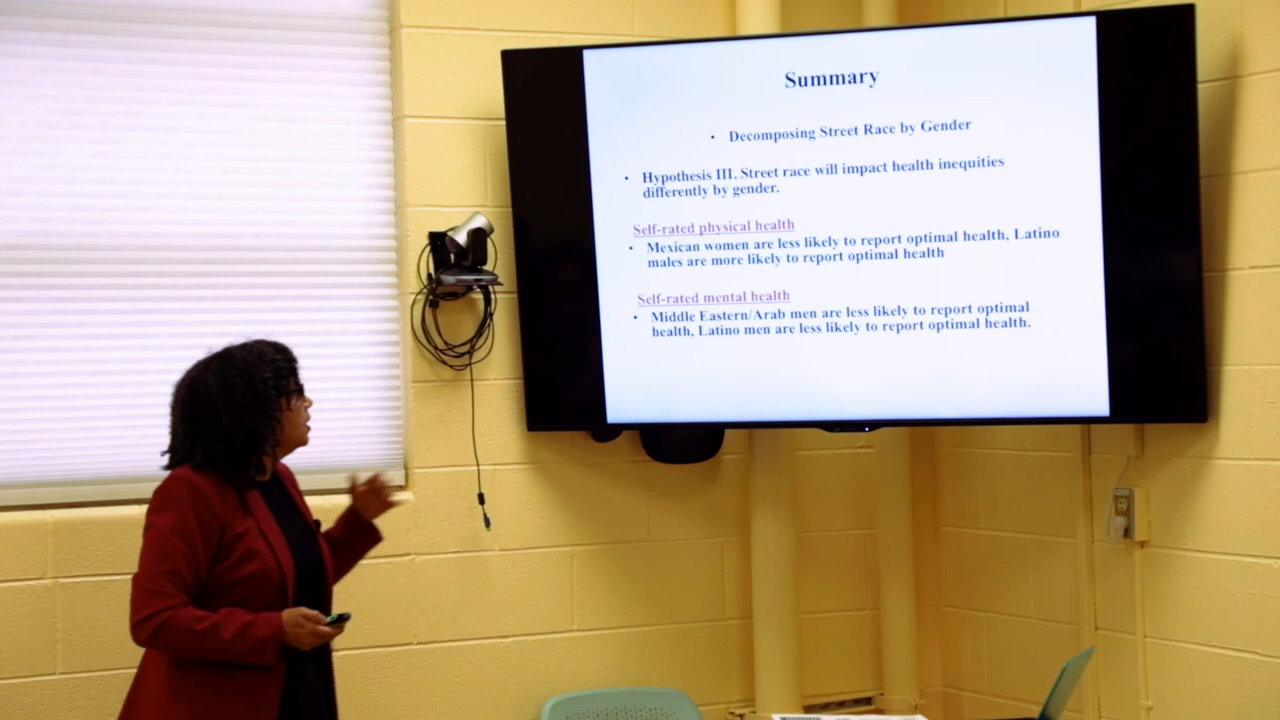 Summary
• Decomposing Street Race by Gender
• Hypothesis III. Street race will impact health inequities
differently by gender.
Self-rated physical health
• Mexican women are less likely to report optimal health, Latino
males are more likely to report optimal health
Self-rated mental health
• Middle Eastern/Arab men are less likely to report optimal
health, Latino men are less likely to report optimal health.